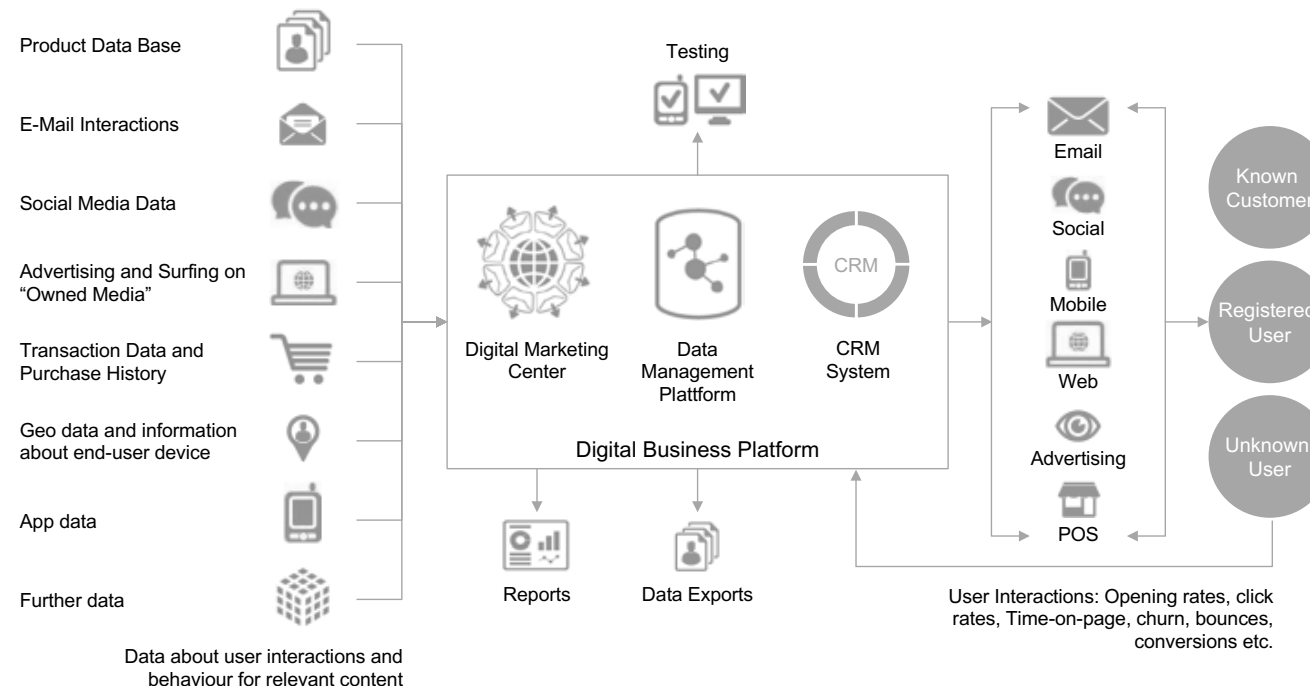 Product Data Base
E-Mail Interactions
Social Media Data
Advertising and Surfing on
“Owned Media”
Transaction Data and
Purchase History
Geo data and information
about end-user device
App data
Further data
Data about user interactions and
behaviour for relevant content
Testing
Digital Marketing
Center
Data
Management
Plattform
CRM
CRM
System
Digital Business Platform
Reports
Data Exports
Email
Social
Mobile
Web
Advertising
POS
Known
Customer
Registered
User
Unknown
User
User Interactions: Opening rates, click
rates, Time-on-page, churn, bounces,
conversions etc.